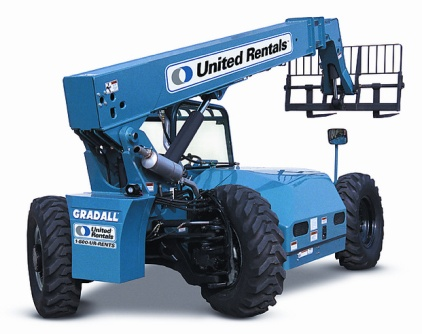 United Rentals
GRADALL
United
Rentals
1-800-UR-RENTS